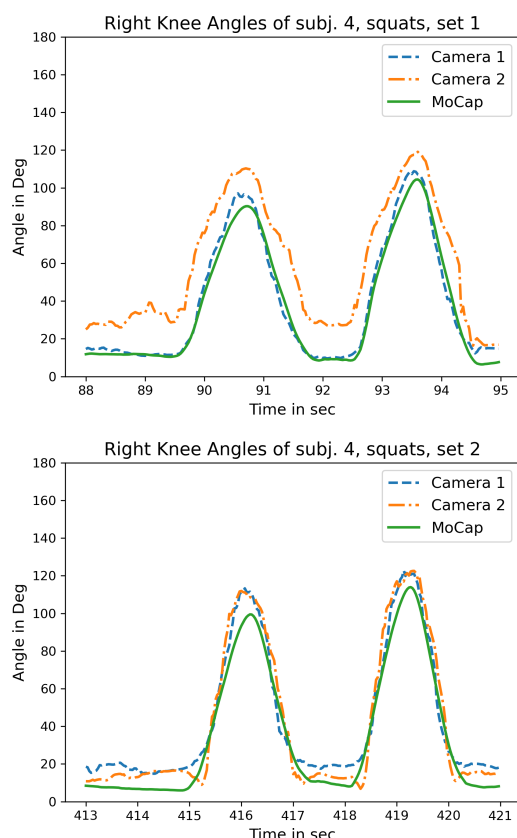 Right Knee Angles of subj. 4, squats, set 1
180
160
140
120
100
80
60
40
20
0
Angle in Deg
Camera 1
Camera 2
MoCap
88 89 90 91 92 93 94 95
Time in sec
Right Knee Angles of subj. 4, squats, set 2
180
160
140
120
100
80
60
40
20
0
Angle in Deg
Camera 1
Camera 2
MoCap
413 414 415 416 417 418 419 420 421
Time in sec